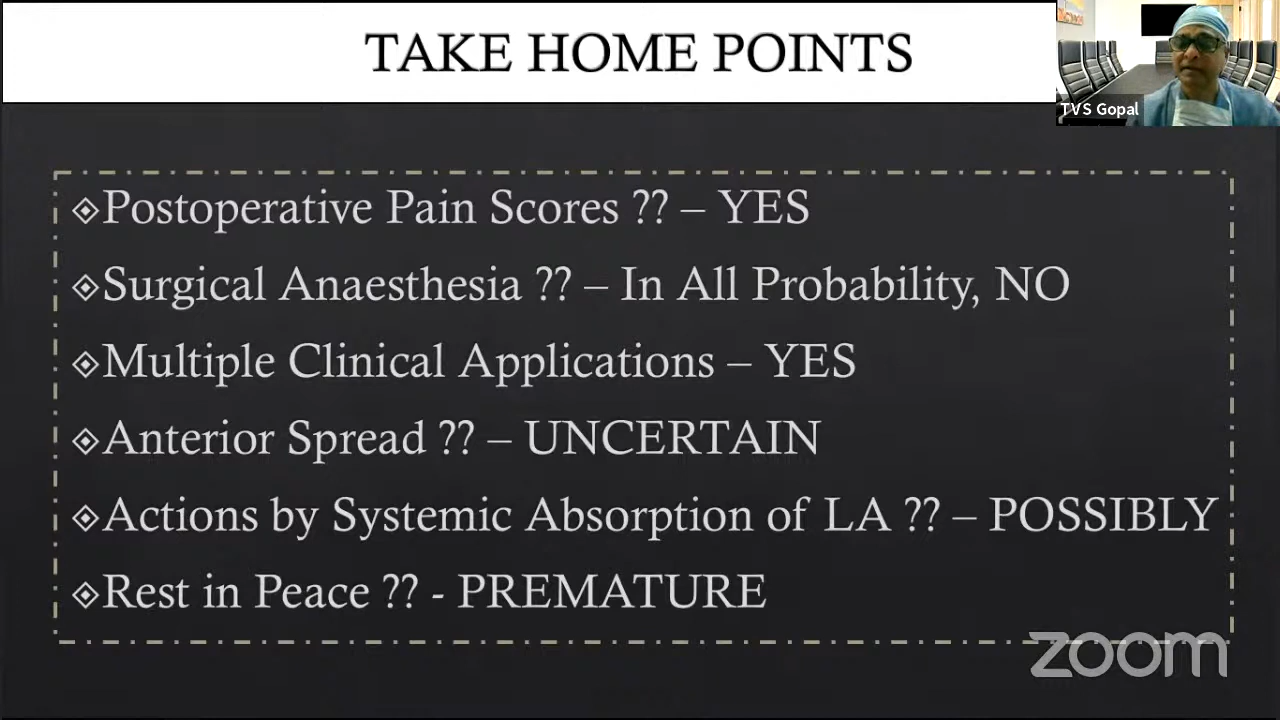 TAKE HOME POINTS
TVS Gopal
Postoperative Pain Scores ?? – YES
Surgical Anaesthesia ?? – In All Probability, NO
Multiple Clinical Applications – YES
Anterior Spread ?? – UNCERTAIN
Actions by Systemic Absorption of LA ?? – POSSIBLY
Rest in Peace ?? - PREMATURE
zoom